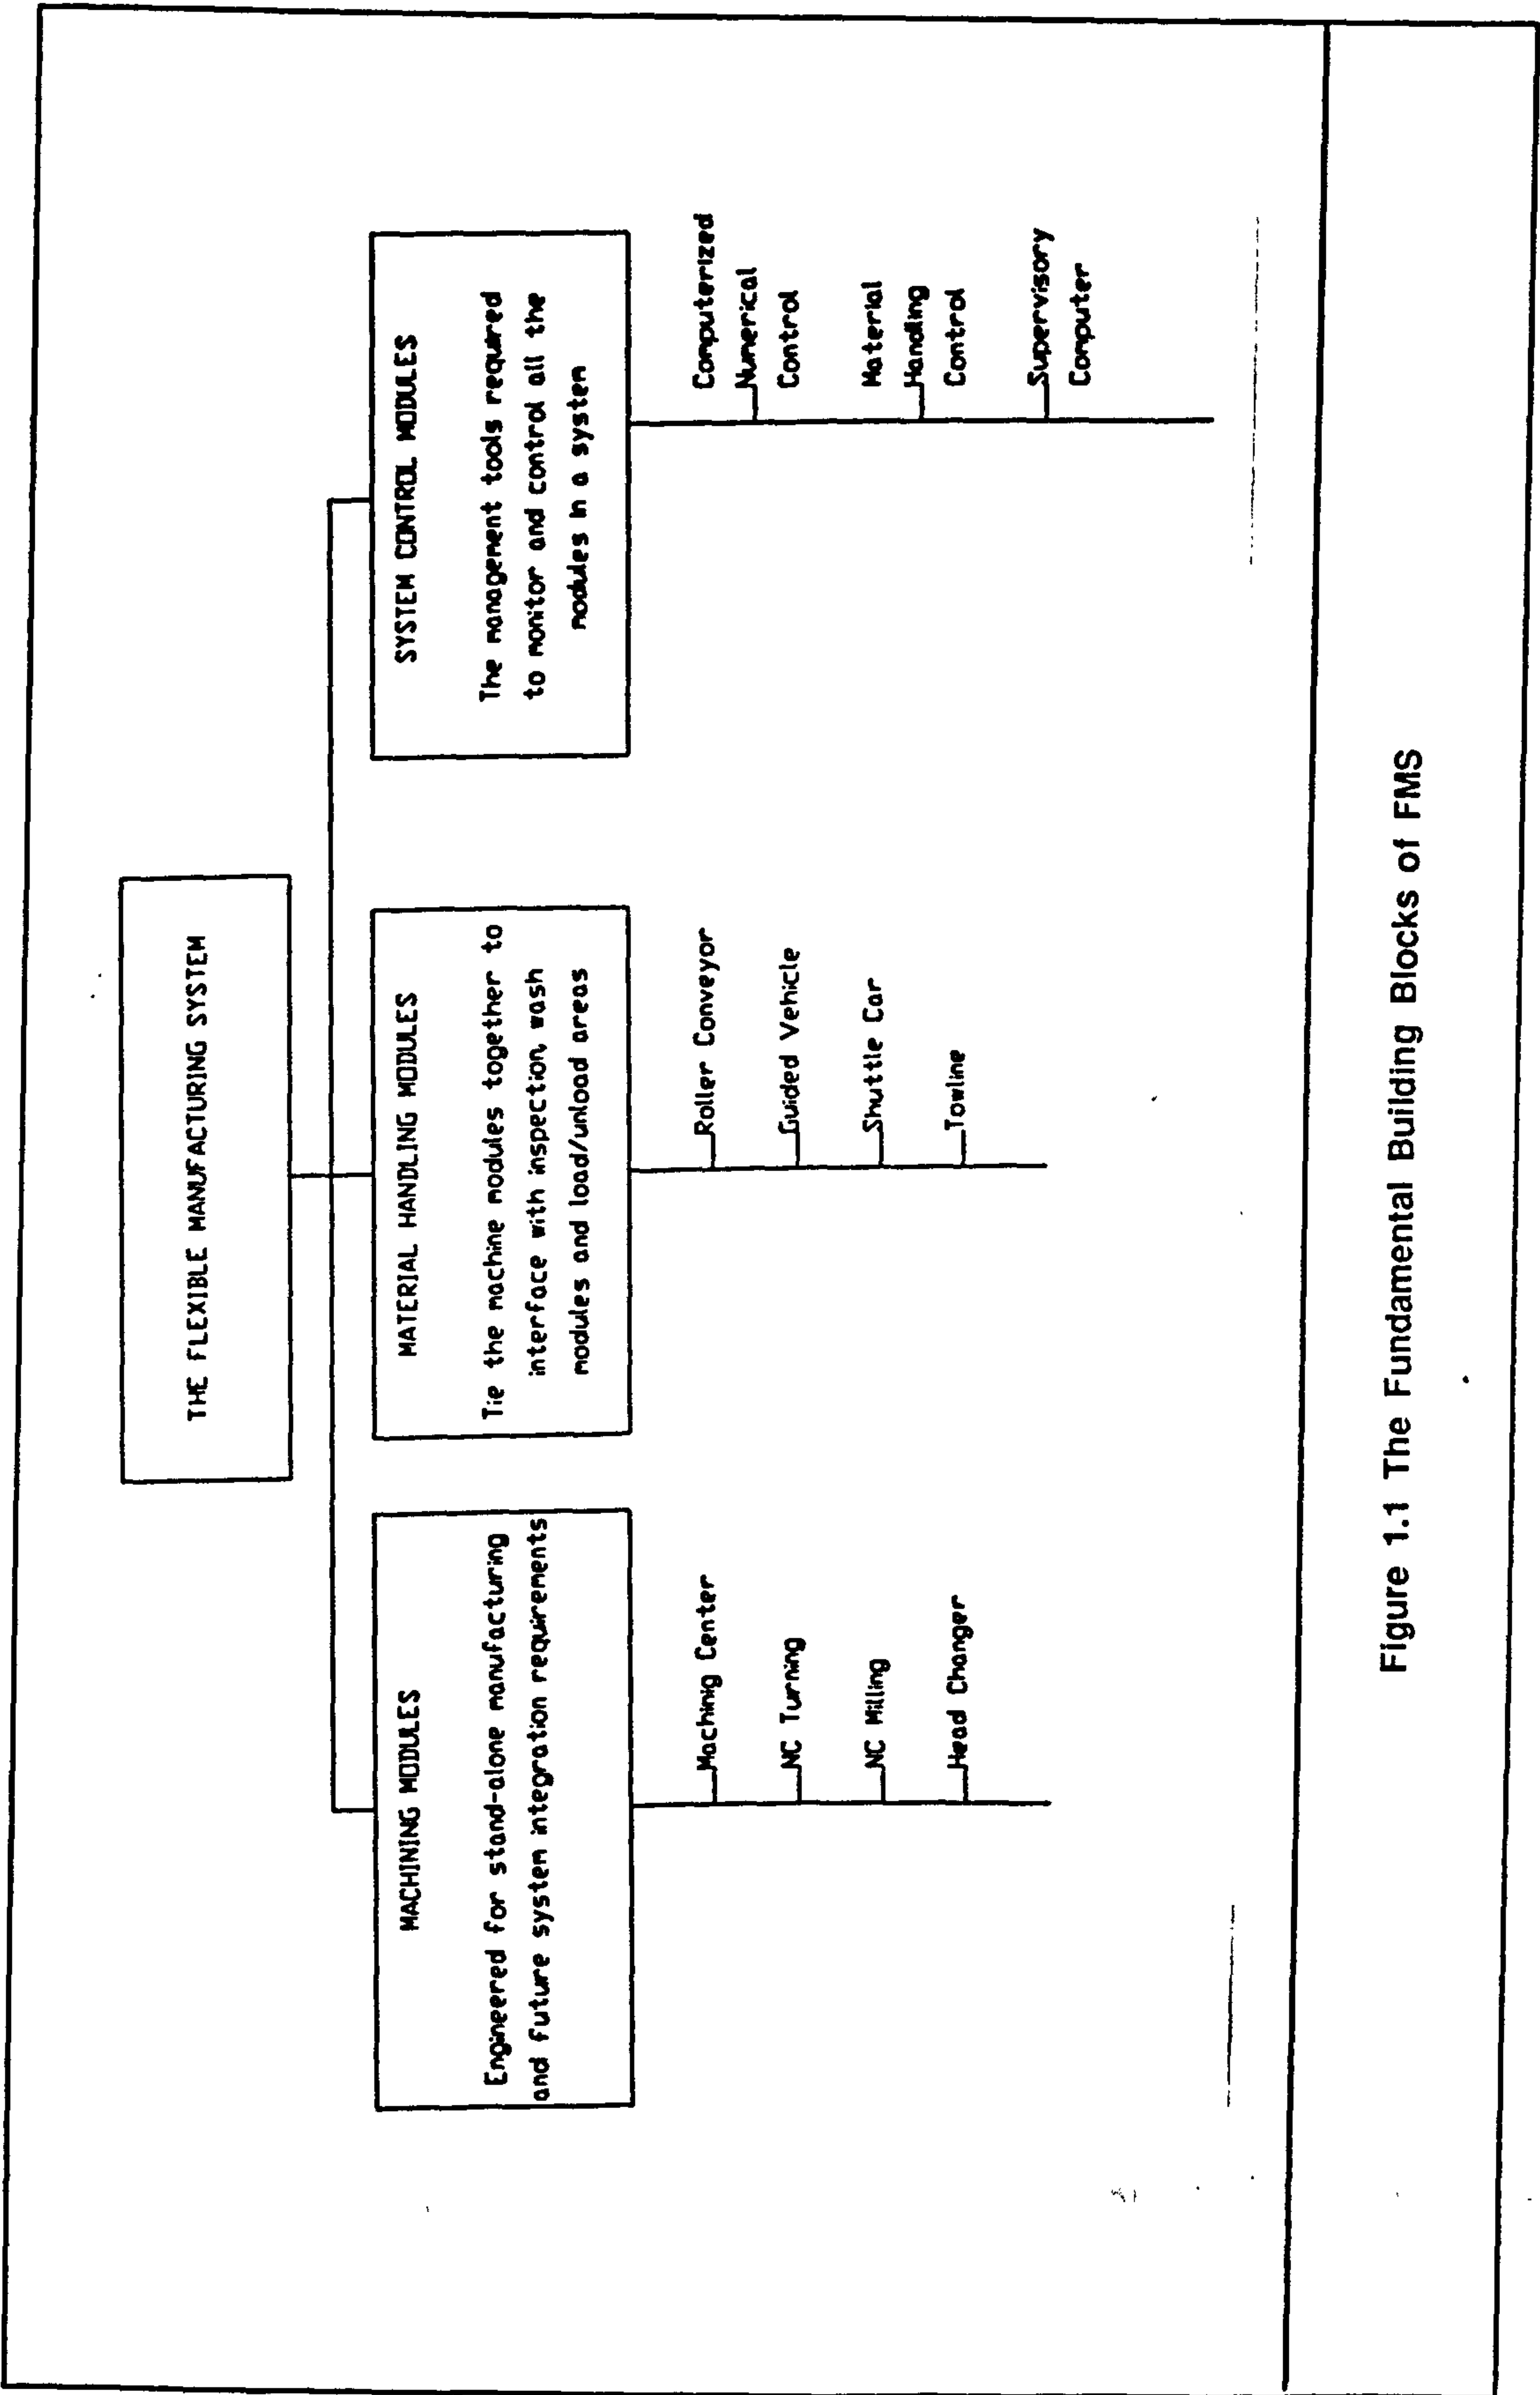 THE FLEXIBLE MANUFACTURING SYSTEM
MACHINING MODULES
Engineered for stand-alone manufacturing
and future system integration requirements
Machinig Center
NC Turning
NC Milling
Head Changer
MATERIAL HANDLING MODULES
Tie the machine modules together to
interface with inspection, wash
modules and load/unload areas
Roller Conveyor
Guided Vehicle
Shuttle Car
Towline
SYSTEM CONTROL MODULES
The management tools required
to monitor and control all the
modules in a system
Computerized
Numerical
Control
Material
Handling
Control
Supervisory
Computer
Figure 1.1 The Fundamental Building Blocks of FMS